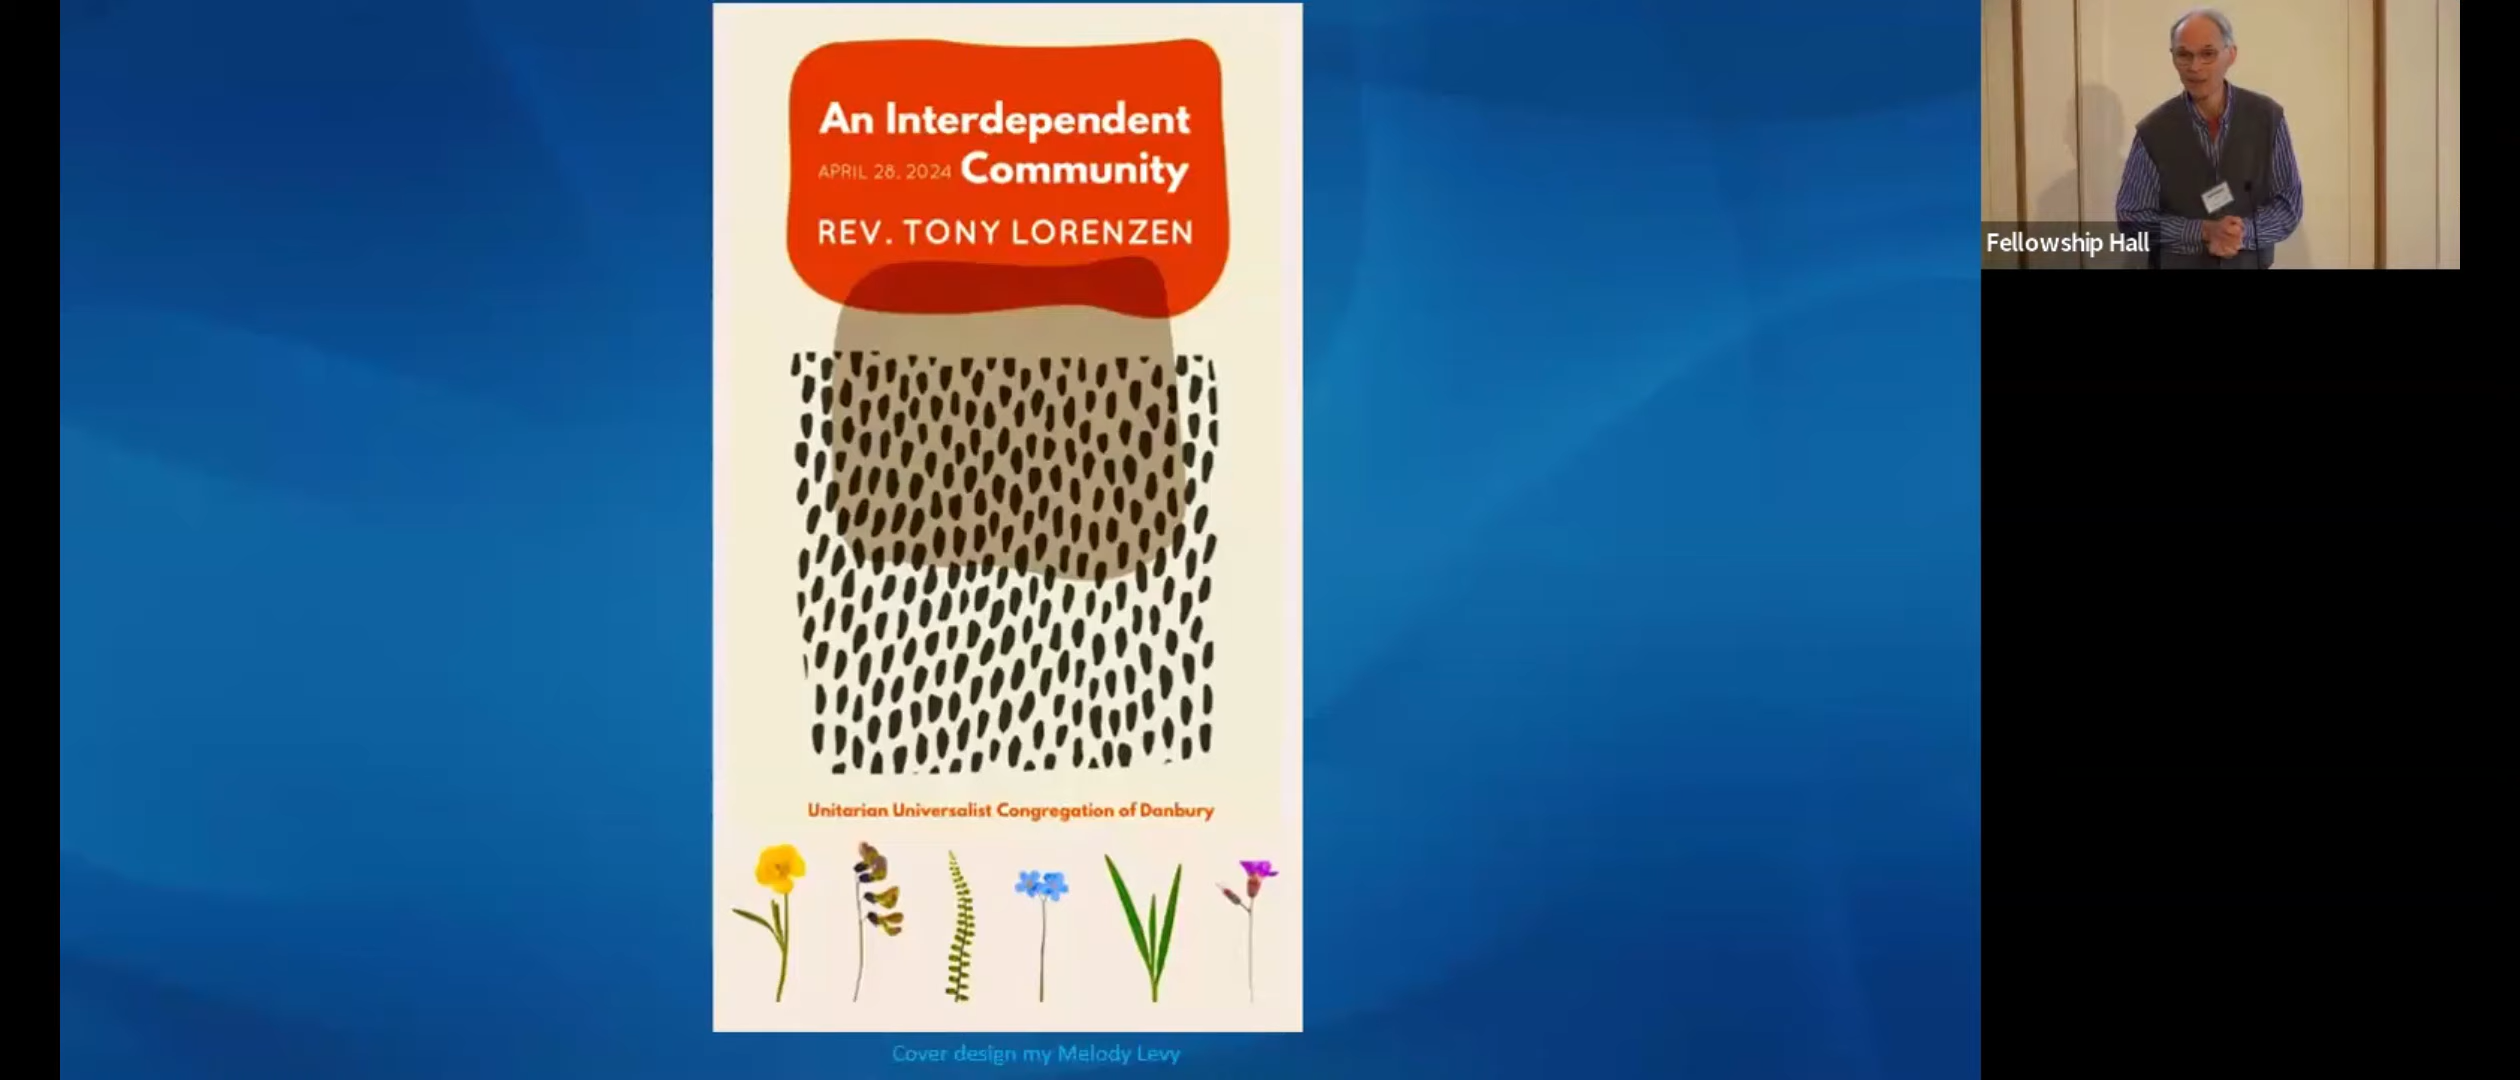 An Interdependent
APRIL 28, 2024 Community
REV. TONY LORENZEN
Unitarian Universalist Congregation of Danbury
Cover design my Melody Levy
Fellowship Hall